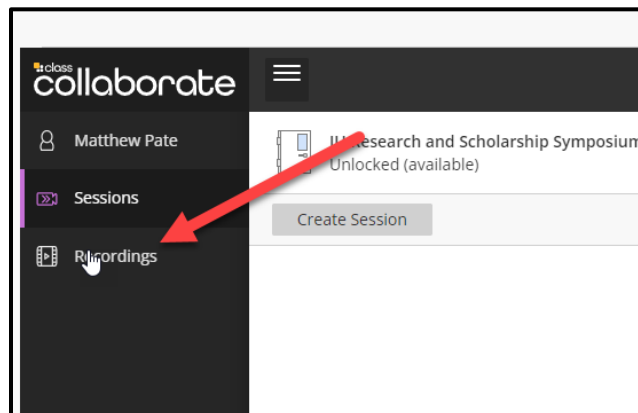 class
collaborate
Matthew Pate
Sessions
Recordings
Research and Scholarship Symposium
Unlocked (available)
Create Session